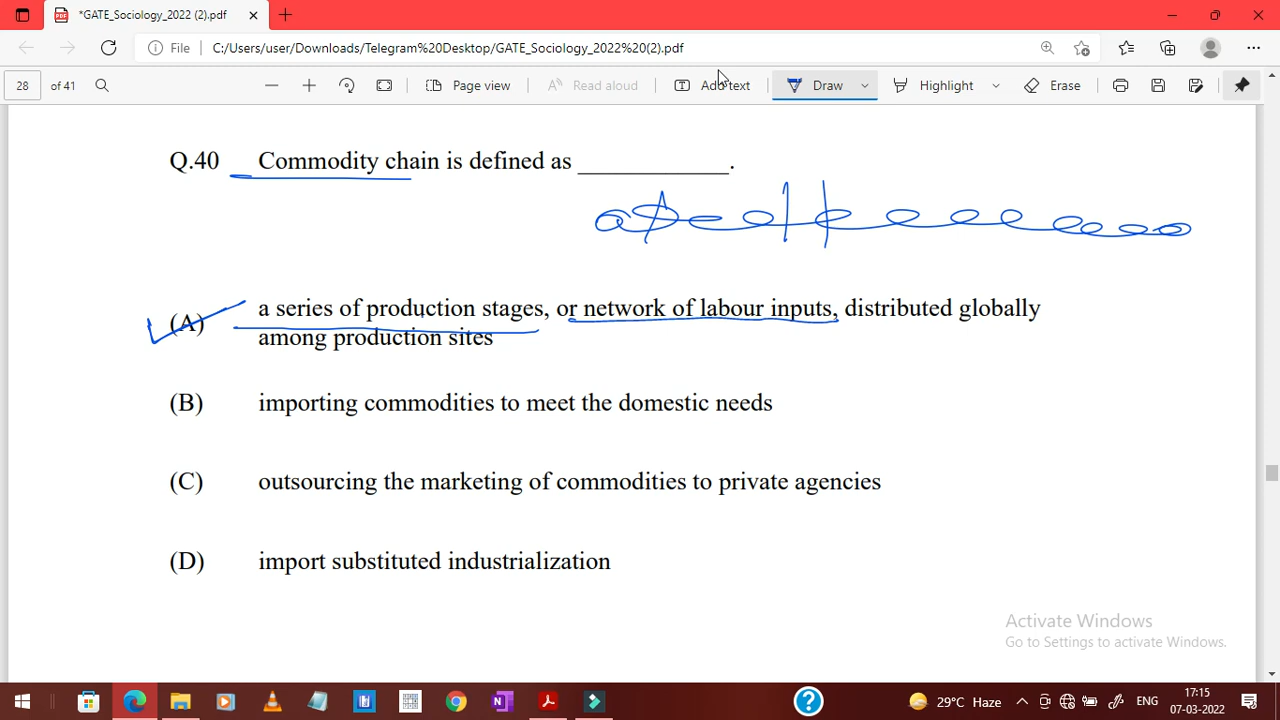 *GATE_Sociology_2022 (2).pdf
File C:/Users/user/Downloads/Telegram%20Desktop/GATE_Sociology_2022%20(2).pdf
28 of 41 Page view Read aloud Add text Draw Highlight Erase
Q.40 Commodity chain is defined as ____________.
(A) a series of production stages, or network of labour inputs, distributed globally
among production sites
(B) importing commodities to meet the domestic needs
(C) outsourcing the marketing of commodities to private agencies
(D) import substituted industrialization
Activate Windows
Go to Settings to activate Windows.
29°C Haze ENG 17:15
07-03-2022